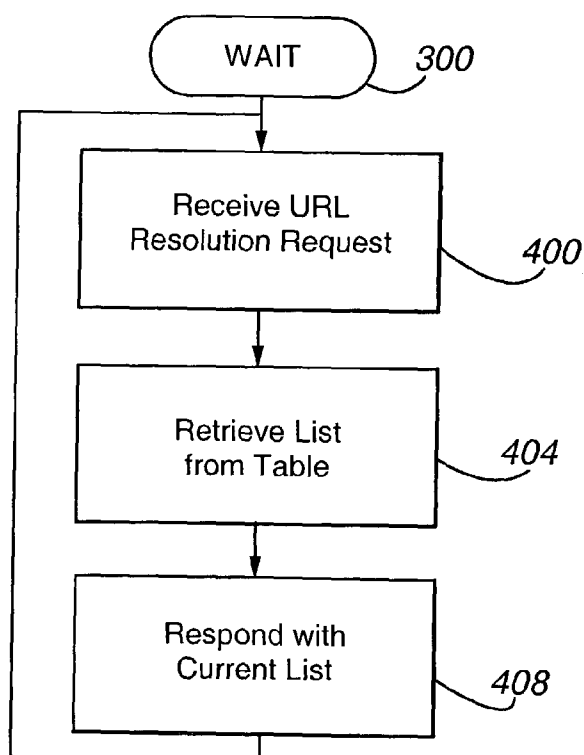 WAIT
300
Receive URL
Resolution Request
400
Retrieve List
from Table
404
Respond with
Current List
408